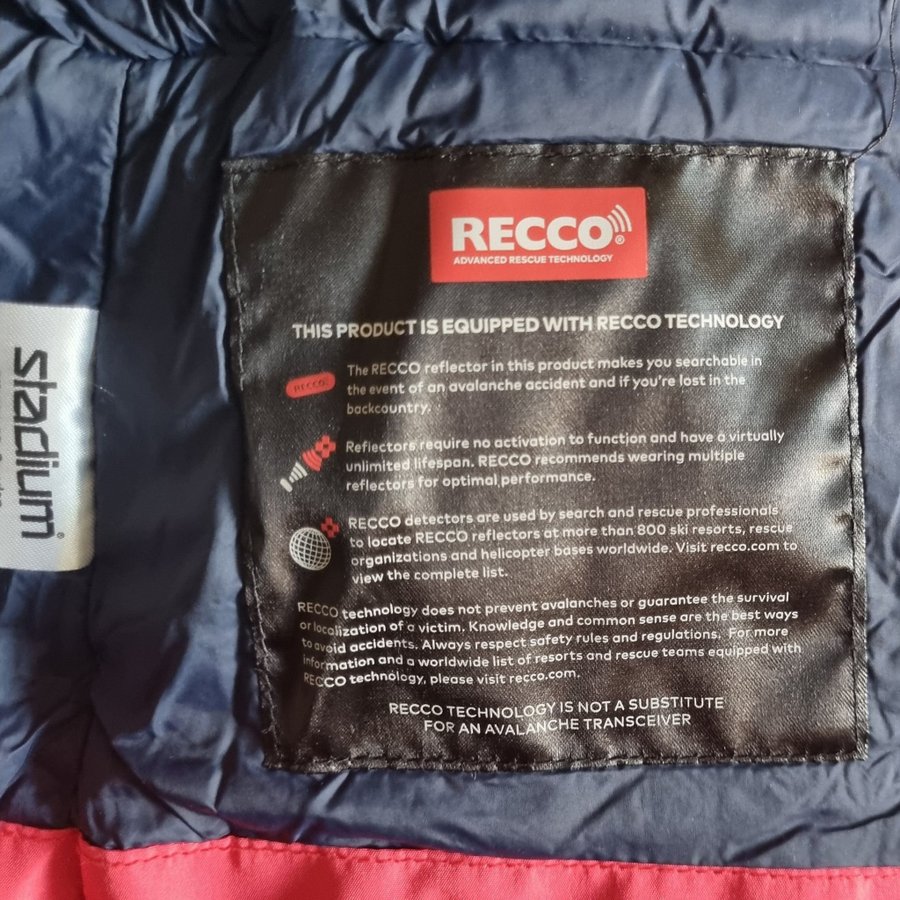 RECCO®
ADVANCED RESCUE TECHNOLOGY
THIS PRODUCT IS EQUIPPED WITH RECCO TECHNOLOGY
The RECCO reflector in this product makes you searchable in
the event of an avalanche accident and if you're lost in the
backcountry.
RECCO
Reflectors require no activation to function and have a virtually
unlimited lifespan. RECCO recommends wearing multiple
reflectors for optimal performance.
RECCO detectors are used by search and rescue professionals
to locate RECCO reflectors at more than 800 ski resorts, rescue
organizations and helicopter bases worldwide. Visit recco.com to
view the complete list.
RECCO technology does not prevent avalanches or guarantee the survival
or localization of a victim. Knowledge and common sense are the best ways
to avoid accidents. Always respect safety rules and regulations. For more
information and a worldwide list of resorts and rescue teams equipped with
RECCO technology, please visit recco.com.
RECCO TECHNOLOGY IS NOT A SUBSTITUTE
FOR AN AVALANCHE TRANSCEIVER
stadium